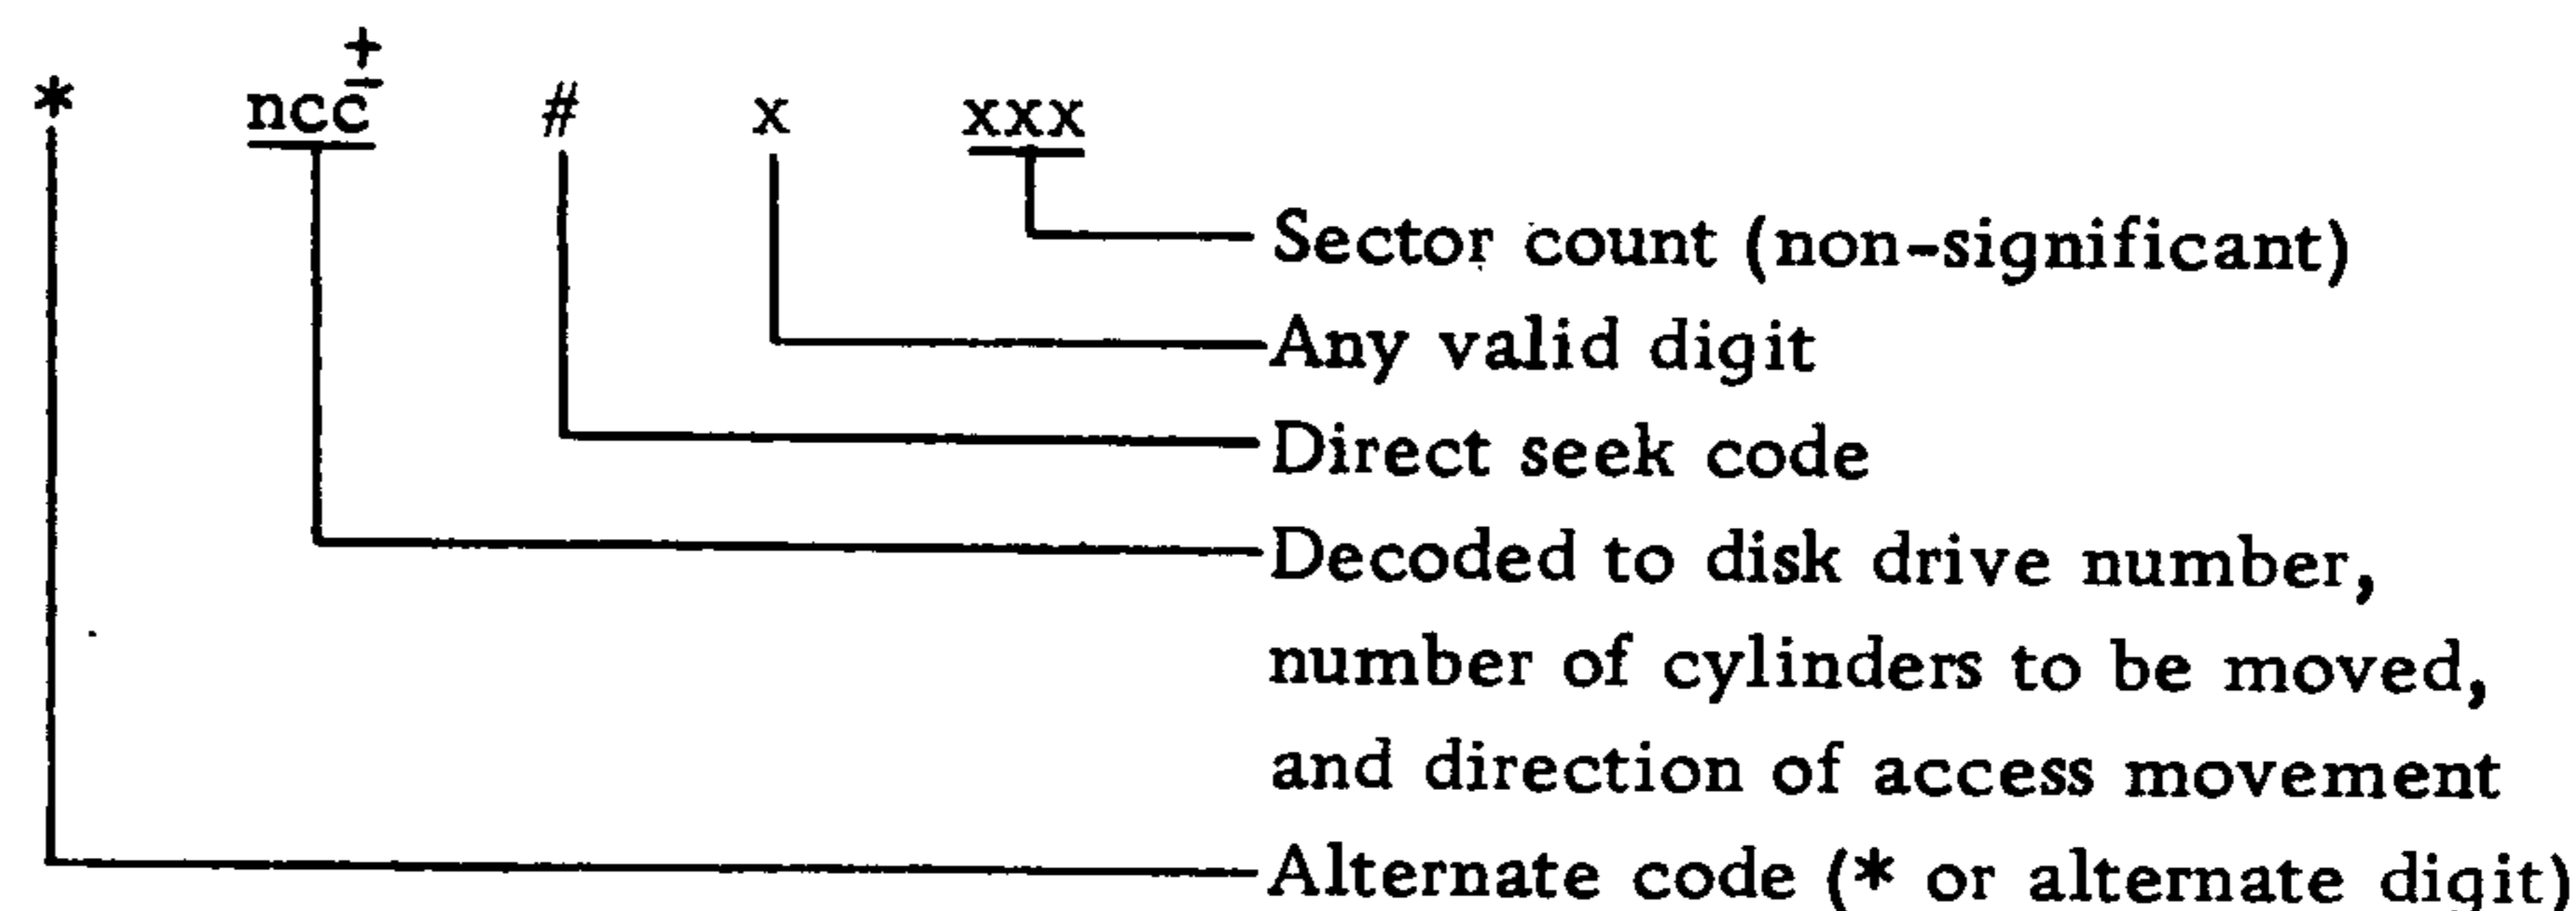 * ncc± # x xxx
Sector count (non-significant)
Any valid digit
Direct seek code
Decoded to disk drive number,
number of cylinders to be moved,
and direction of access movement
Alternate code (* or alternate digit)